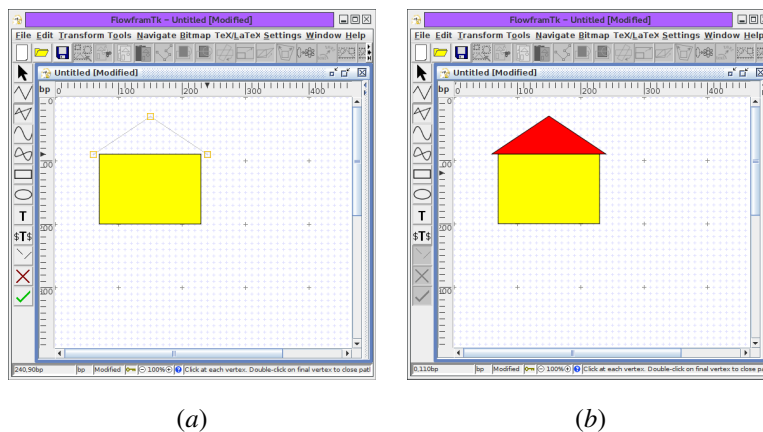 FlowframTk – Untitled [Modified]
File Edit Transform Tools Navigate Bitmap TeX/LaTeX Settings Window Help
Untitled [Modified]
bp 0 100 200 300 400
0
T
$T$
240,90bp bp Modified 100% Click at each vertex. Double-click on final vertex to close pat
(a)
FlowframTk – Untitled [Modified]
File Edit Transform Tools Navigate Bitmap TeX/LaTeX Settings Window Help
Untitled [Modified]
bp 0 100 200 300 400
0
T
$T$
0,110bp bp Modified 100% Click at each vertex. Double-click on final vertex to close pa
(b)